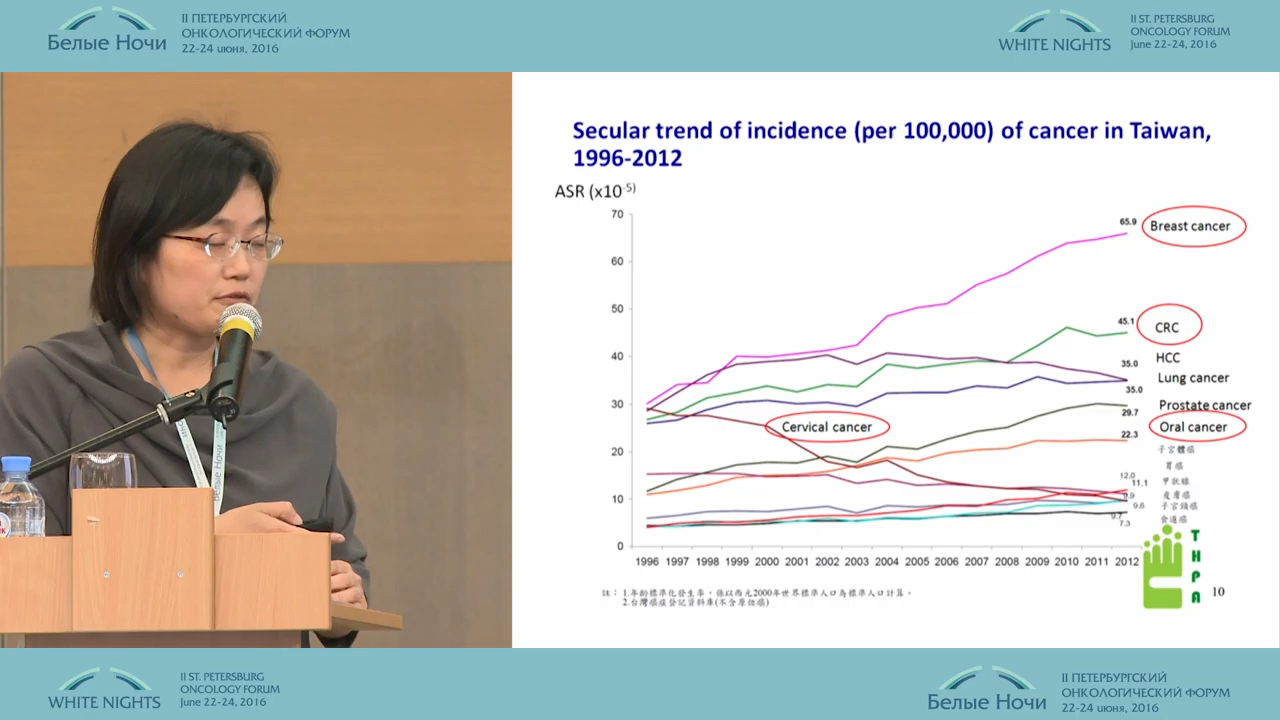 II ПЕТЕРБУРГСКИЙ
ОНКОЛОГИЧЕСКИЙ ФОРУМ
Белые Ночи
22-24 июня, 2016
II ST. PETERSBURG
ONCOLOGY FORUM
WHITE NIGHTS
June 22-24, 2016
Secular trend of incidence (per 100,000) of cancer in Taiwan,
1996-2012
ASR (x10-5)
70
60
50
40
30
20
10
0
65.9
Breast cancer
45.1
CRC
35.0
HCC
Lung cancer
35.0
29.7
Prostate cancer
22.3
Oral cancer
Cervical cancer
子宮體癌
胃癌
12.0
甲狀腺
11.1
皮膚癌
9.9
子宮頸癌
9.6
食道癌
9.7
7.3
1996 1997 1998 1999 2000 2001 2002 2003 2004 2005 2006 2007 2008 2009 2010 2011 2012
THPA
10
註：1.年齡標準化發生率，係以西元2000年世界標準人口為標準人口計算。
2.台灣癌症登記資料庫(不含原位癌)
Белые Ночи
II ST. PETERSBURG
ONCOLOGY FORUM
WHITE NIGHTS
June 22-24, 2016
II ПЕТЕРБУРГСКИЙ
ОНКОЛОГИЧЕСКИЙ ФОРУМ
Белые Ночи
22-24 июня, 2016